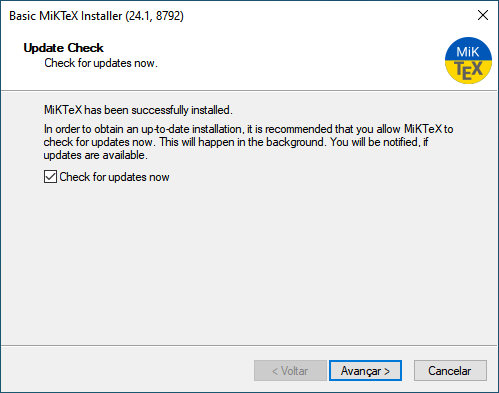 Basic MiKTeX Installer (24.1, 8792)
Update Check
Check for updates now.
MiK
TEX
MiKTeX has been successfully installed.
In order to obtain an up-to-date installation, it is recommended that you allow MiKTeX to
check for updates now. This will happen in the background. You will be notified, if
updates are available.
Check for updates now
< Voltar
Avançar >
Cancelar